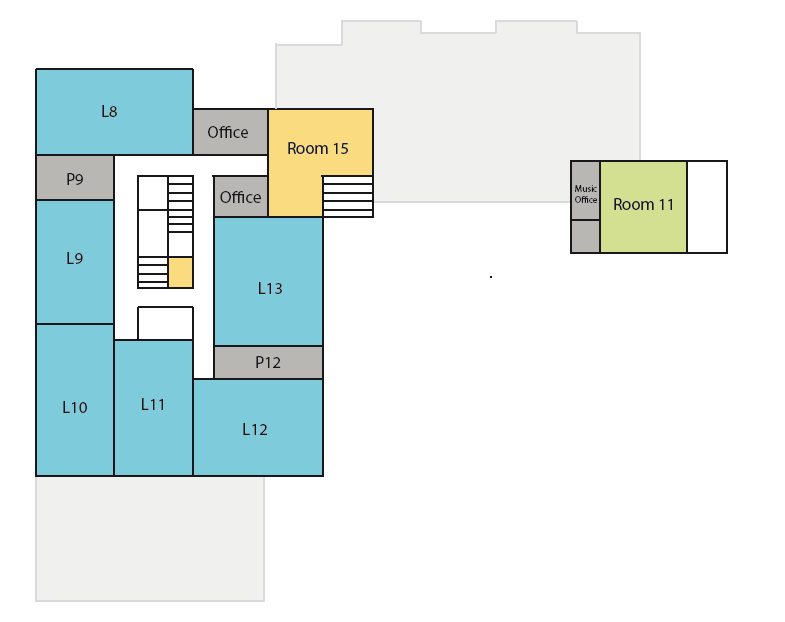 L8
Office
Room 15
P9
Office
Music
Office
Room 11
L9
L13
P12
L10
L11
L12